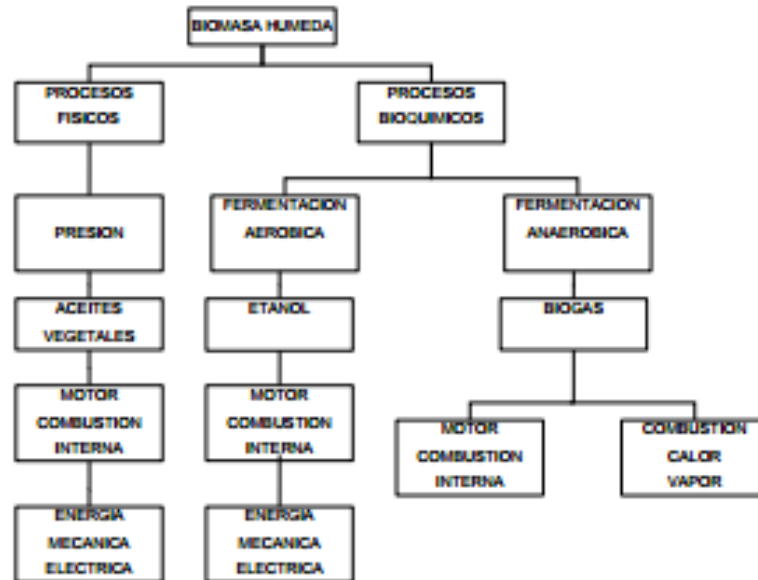 BIOMASA HUMEDA
PROCESOS
FISICOS
PROCESOS
BIOQUIMICOS
PRESION
FERMENTACION
AEROBICA
FERMENTACION
ANAEROBICA
ACEITES
VEGETALES
ETANOL
BIOGAS
MOTOR
COMBUSTION
INTERNA
MOTOR
COMBUSTION
INTERNA
MOTOR
COMBUSTION
INTERNA
COMBUSTION
CALOR
VAPOR
ENERGIA
MECANICA
ELECTRICA
ENERGIA
MECANICA
ELECTRICA